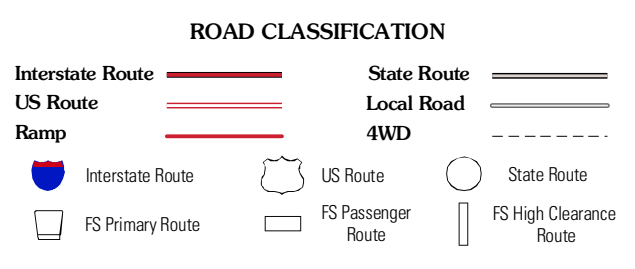 ROAD CLASSIFICATION
Interstate Route
State Route
US Route
Local Road
Ramp
4WD
Interstate Route
US Route
State Route
FS Primary Route
FS Passenger
Route
FS High Clearance
Route